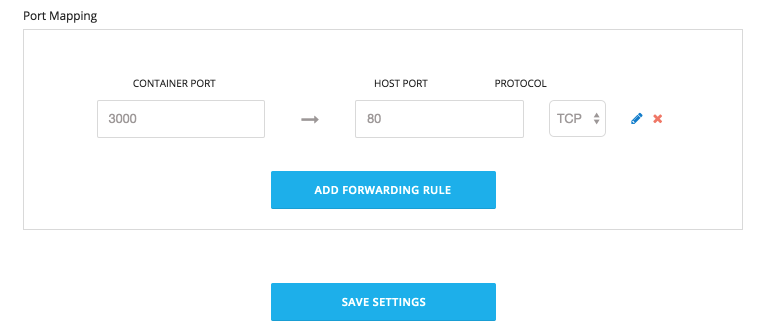 Port Mapping
CONTAINER PORT HOST PORT PROTOCOL
3000 80 TCP
ADD FORWARDING RULE
SAVE SETTINGS